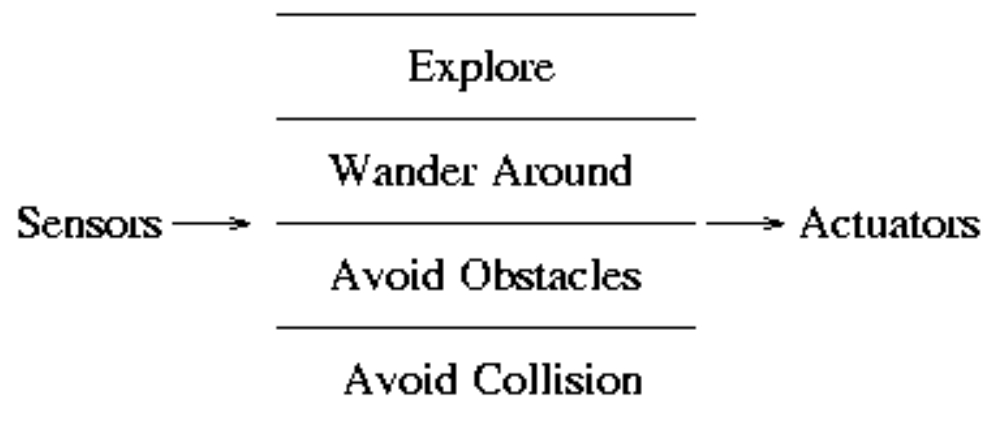 Explore
Wander Around
Sensors
Actuators
Avoid Obstacles
Avoid Collision